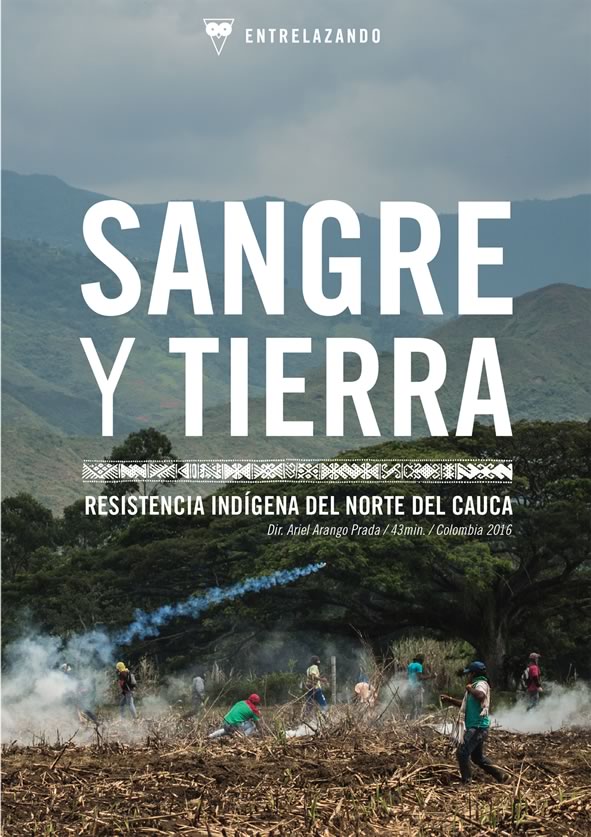 ENTRELAZANDO
SANGRE
Y TIERRA
RESISTENCIA INDÍGENA DEL NORTE DEL CAUCA
Dir. Ariel Arango Prada / 43min. / Colombia 2016